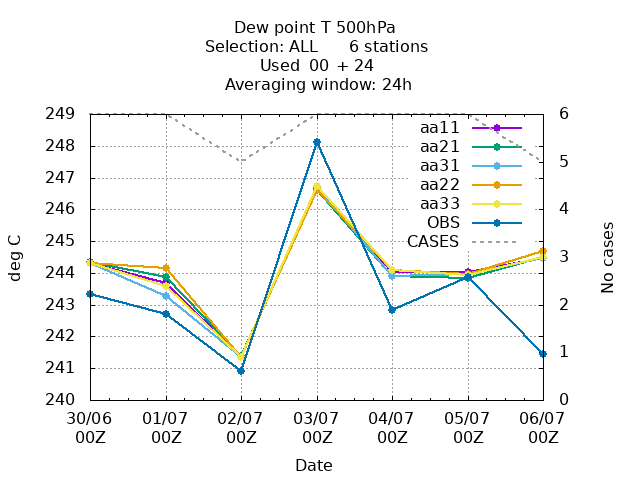 Dew point T 500hPa
Selection: ALL 6 stations
Used 00 + 24
Averaging window: 24h
249
248
247
246
245
244
243
242
241
240
deg C
6
5
4
3
2
1
0
No cases
aa11
aa21
aa31
aa22
aa33
OBS
CASES
30/06 01/07 02/07 03/07 04/07 05/07 06/07
00Z 00Z 00Z 00Z 00Z 00Z 00Z
Date